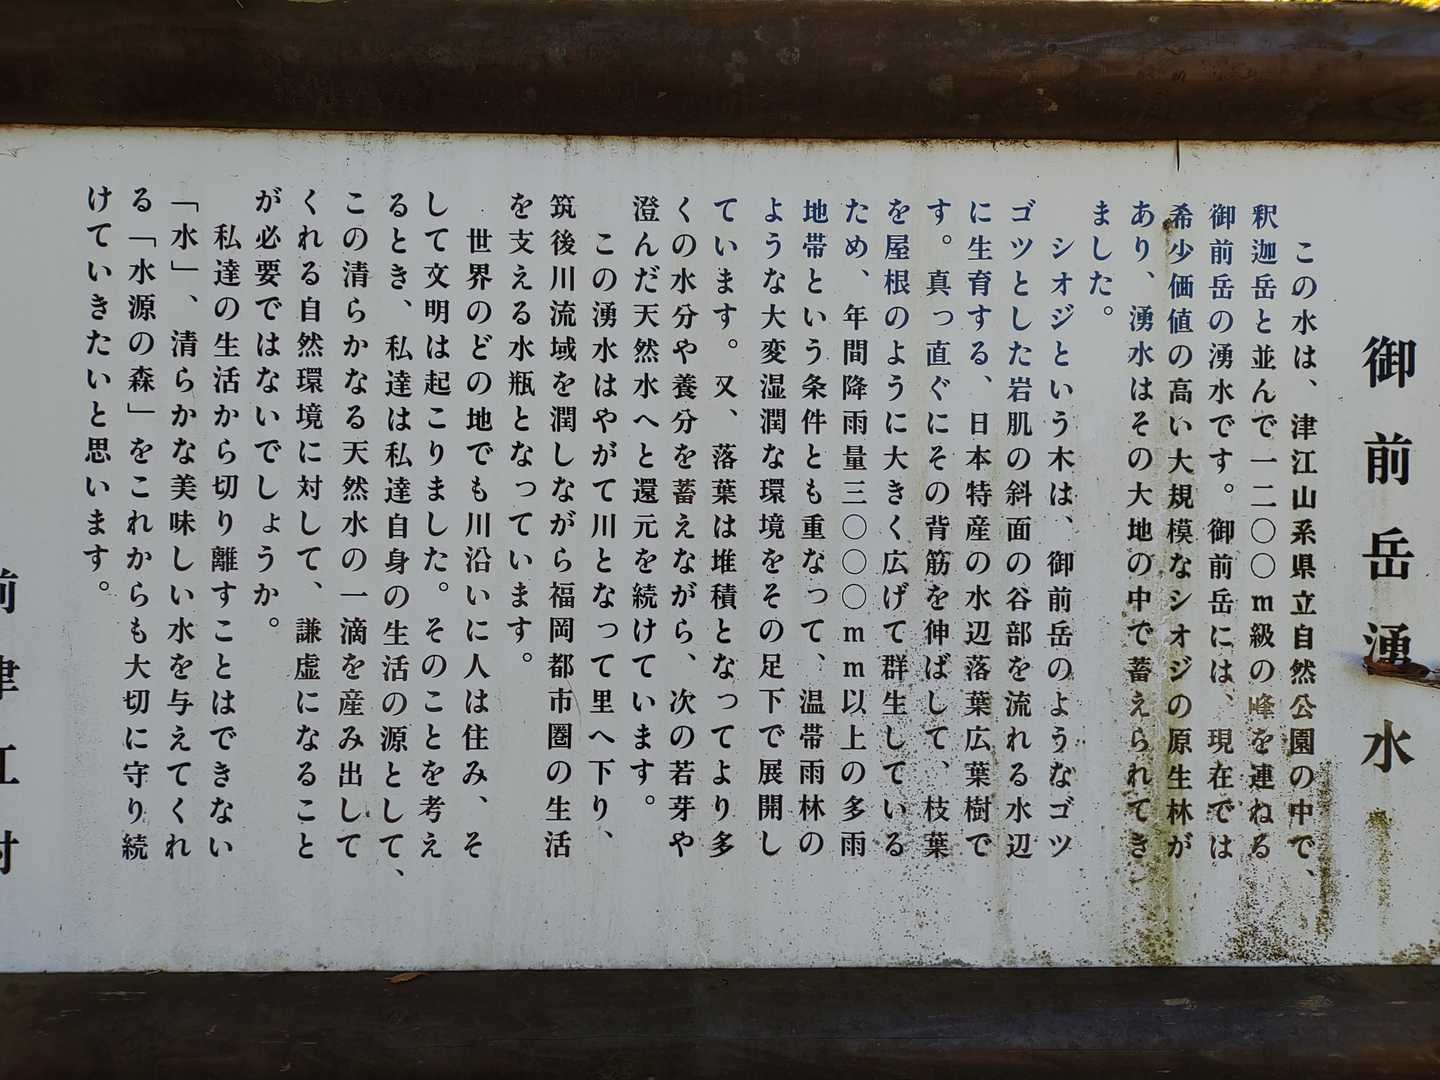 御前岳湧水
この水は、津江山系県立自然公園の中で、
釈迦岳と並んで一二〇〇m級の峰を連ねる
御前岳の湧水です。御前岳には、現在では
希少価値の高い大規模なシオジの原生林が
あり、湧水はその大地の中で蓄えられてき
ました。
シオジという木は、御前岳のようなゴツ
ゴツとした岩肌の斜面の谷部を流れる水辺
に生育する、日本特産の水辺落葉広葉樹で
す。真っ直ぐにその背筋を伸ばして、枝葉
を屋根のように大きく広げて群生している
ため、年間降雨量三〇〇〇mm以上の多雨
地帯という条件とも重なって、温帯雨林の
ような大変湿潤な環境をその足下で展開し
ています。又、落葉は堆積となってより多
くの水分や養分を蓄えながら、次の若芽や
澄んだ天然水へと還元を続けています。
この湧水はやがて川となって里へ下り、
筑後川流域を潤しながら福岡都市圏の生活
を支える水瓶となっています。
世界のどの地でも川沿いに人は住み、そ
して文明は起こりました。そのことを考え
るとき、私達は私達自身の生活の源として、
この清らかなる天然水の一滴を産み出して
くれる自然環境に対して、謙虚になること
が必要ではないでしょうか。
私達の生活から切り離すことはできない
「水」、清らかな美味しい水を与えてくれ
る「水源の森」をこれからも大切に守り続
けていきたいと思います。
前津江村